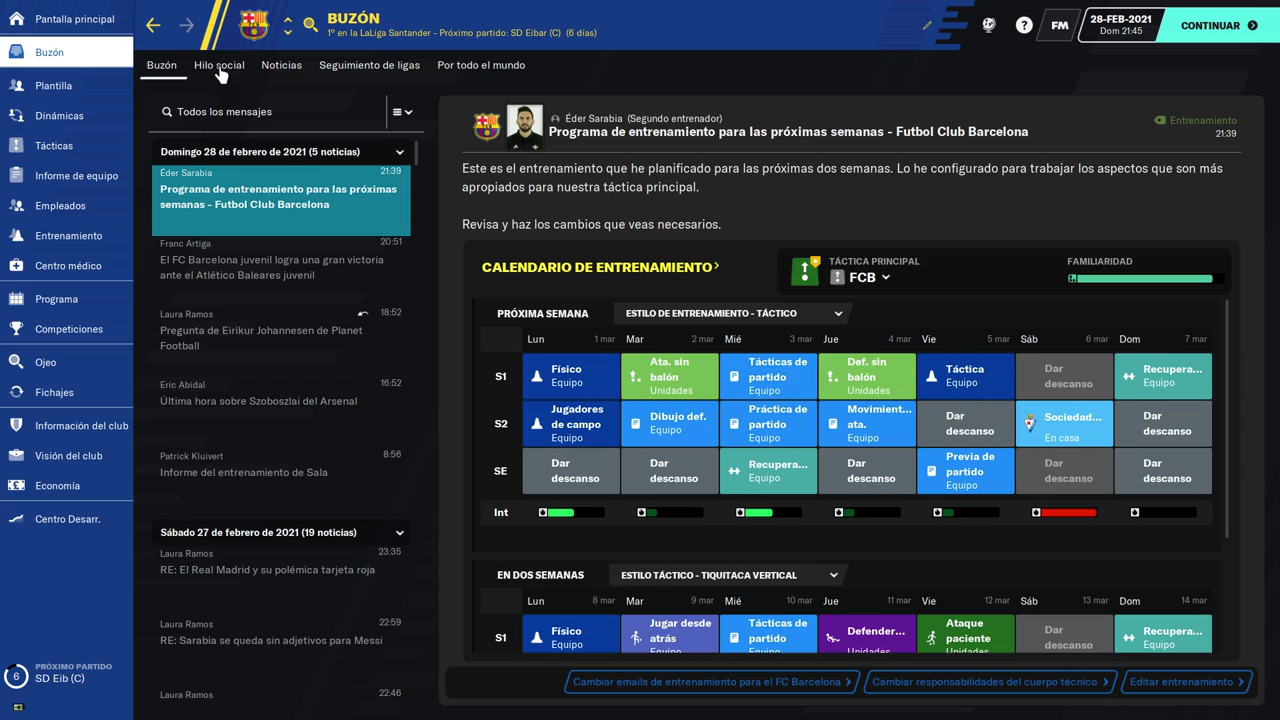 Pantalla principal
Buzón
Plantilla
Dinámicas
Tácticas
Informe de equipo
Empleados
Entrenamiento
Centro médico
Programa
Competiciones
Ojeo
Fichajes
Información del club
Visión del club
Economía
Centro Desarr.
6
PRÓXIMO PARTIDO
SD Eib (C)
BUZÓN
1º en la LaLiga Santander - Próximo partido: SD Eibar (C) (6 días)
FM
28-FEB-2021
Dom 21:45
CONTINUAR
Buzón Hilo social Noticias Seguimiento de ligas Por todo el mundo
Todos los mensajes
Domingo 28 de febrero de 2021 (5 noticias)
Éder Sarabia 21:39
Programa de entrenamiento para las próximas
semanas - Futbol Club Barcelona
Franc Artiga 20:51
El FC Barcelona juvenil logra una gran victoria
ante el Atlético Baleares juvenil
Laura Ramos 18:52
Pregunta de Eirikur Johannesen de Planet
Football
Eric Abidal 16:52
Última hora sobre Szoboszlai del Arsenal
Patrick Kluivert 8:56
Informe del entrenamiento de Sala
Sábado 27 de febrero de 2021 (19 noticias)
Laura Ramos 23:35
RE: El Real Madrid y su polémica tarjeta roja
Laura Ramos 22:59
RE: Sarabia se queda sin adjetivos para Messi
Laura Ramos 22:46
Éder Sarabia (Segundo entrenador)
Programa de entrenamiento para las próximas semanas - Futbol Club Barcelona
Entrenamiento
21:39
Este es el entrenamiento que he planificado para las próximas dos semanas. Lo he configurado para trabajar los aspectos que son más
apropiados para nuestra táctica principal.
Revisa y haz los cambios que veas necesarios.
CALENDARIO DE ENTRENAMIENTO
TÁCTICA PRINCIPAL
FCB
FAMILIARIDAD
PRÓXIMA SEMANA ESTILO DE ENTRENAMIENTO - TÁCTICO
Lun 1 mar Mar 2 mar Mié 3 mar Jue 4 mar Vie 5 mar Sáb 6 mar Dom 7 mar
S1
Físico
Equipo
Ata. sin
balón
Unidades
Tácticas de
partido
Equipo
Def. sin
balón
Unidades
Táctica
Equipo
Dar
descanso
Recupera...
Equipo
S2
Jugadores
de campo
Equipo
Dibujo def.
Equipo
Práctica de
partido
Equipo
Movimient...
ata.
Equipo
Dar
descanso
Sociedad...
En casa
Dar
descanso
SE
Dar
descanso
Dar
descanso
Recupera...
Equipo
Dar
descanso
Previa de
partido
Equipo
Dar
descanso
Dar
descanso
Int
EN DOS SEMANAS ESTILO TÁCTICO - TIQUITACA VERTICAL
Lun 8 mar Mar 9 mar Mié 10 mar Jue 11 mar Vie 12 mar Sáb 13 mar Dom 14 mar
S1
Físico
Equipo
Jugar desde
atrás
Equipo
Tácticas de
partido
Equipo
Defender...
Unidades
Ataque
paciente
Unidades
Dar
descanso
Recupera...
Equipo
Cambiar emails de entrenamiento para el FC Barcelona
Cambiar responsabilidades del cuerpo técnico
Editar entrenamiento